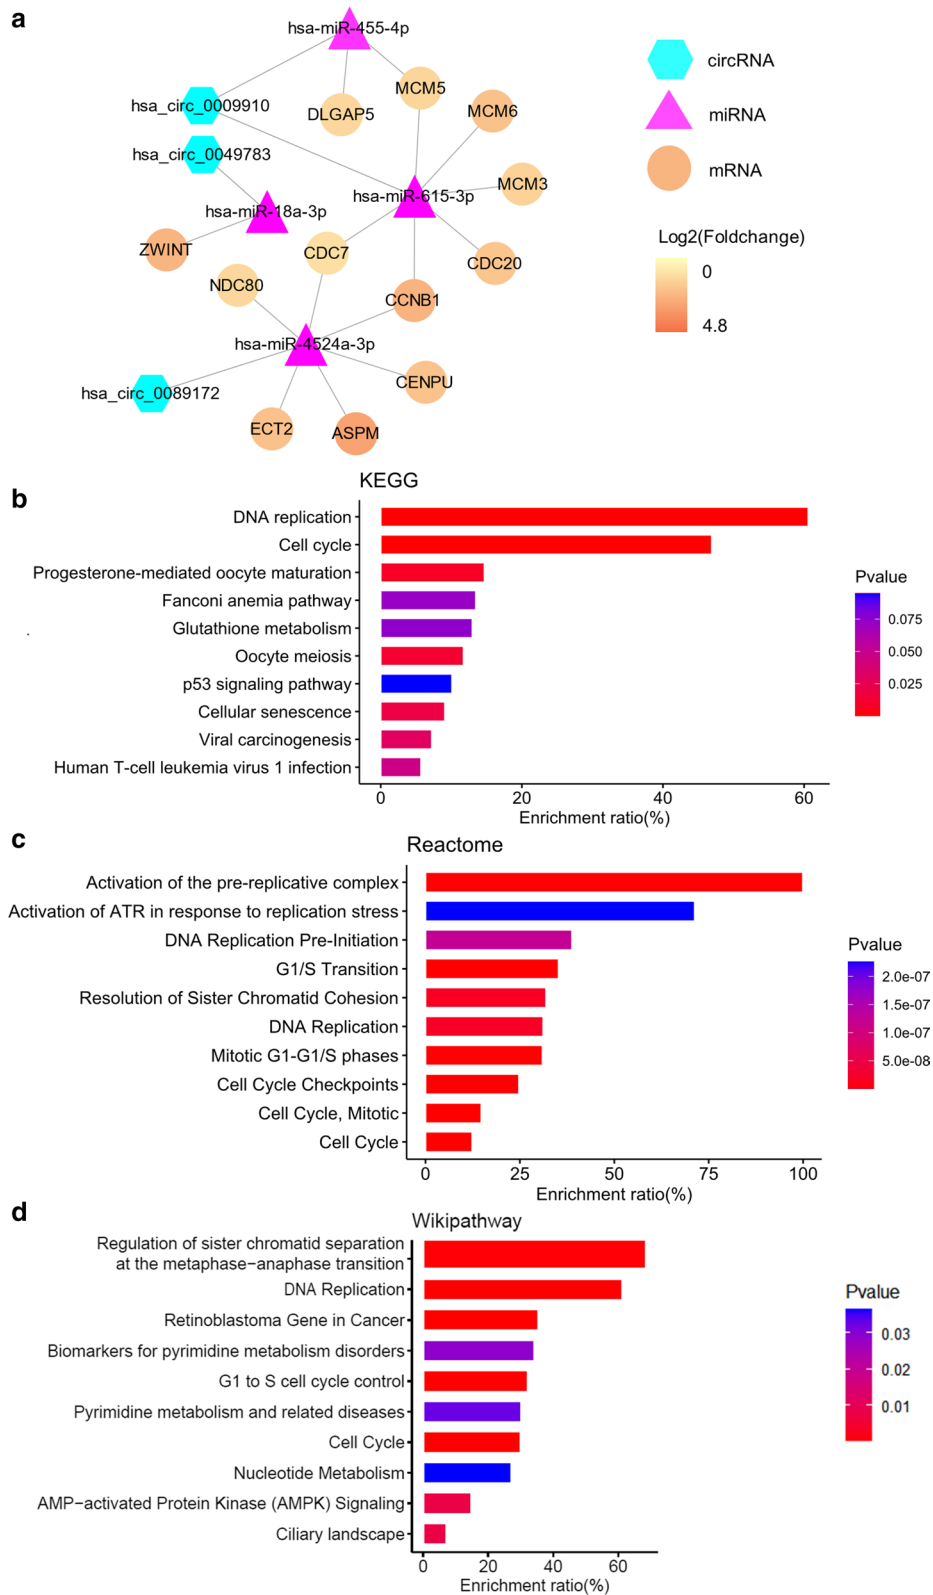 a
hsa-miR-455-4p
hsa_circ_0009910
DLGAP5
MCM5
MCM6
hsa_circ_0049783
MCM3
hsa-miR-615-3p
hsa-miR-18a-3p
ZWINT
CDC7
CDC20
NDC80
CCNB1
hsa-miR-4524a-3p
CENPU
hsa_circ_0089172
ECT2
ASPM
circRNA
miRNA
mRNA
Log2(Foldchange)
0
4.8
b
KEGG
DNA replication
Cell cycle
Progesterone-mediated oocyte maturation
Fanconi anemia pathway
Glutathione metabolism
Oocyte meiosis
p53 signaling pathway
Cellular senescence
Viral carcinogenesis
Human T-cell leukemia virus 1 infection
0 20 40 60
Enrichment ratio(%)
Pvalue
0.075
0.050
0.025
c
Reactome
Activation of the pre-replicative complex
Activation of ATR in response to replication stress
DNA Replication Pre-Initiation
G1/S Transition
Resolution of Sister Chromatid Cohesion
DNA Replication
Mitotic G1-G1/S phases
Cell Cycle Checkpoints
Cell Cycle, Mitotic
Cell Cycle
0 25 50 75 100
Enrichment ratio(%)
Pvalue
2.0e-07
1.5e-07
1.0e-07
5.0e-08
d
Wikipathway
Regulation of sister chromatid separation
at the metaphase−anaphase transition
DNA Replication
Retinoblastoma Gene in Cancer
Biomarkers for pyrimidine metabolism disorders
G1 to S cell cycle control
Pyrimidine metabolism and related diseases
Cell Cycle
Nucleotide Metabolism
AMP−activated Protein Kinase (AMPK) Signaling
Ciliary landscape
0 20 40 60
Enrichment ratio(%)
Pvalue
0.03
0.02
0.01